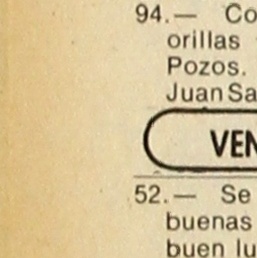 94.— Co
orillas
Pozos.
Juan Sa
VEN
52.— Se
buenas
buen lu